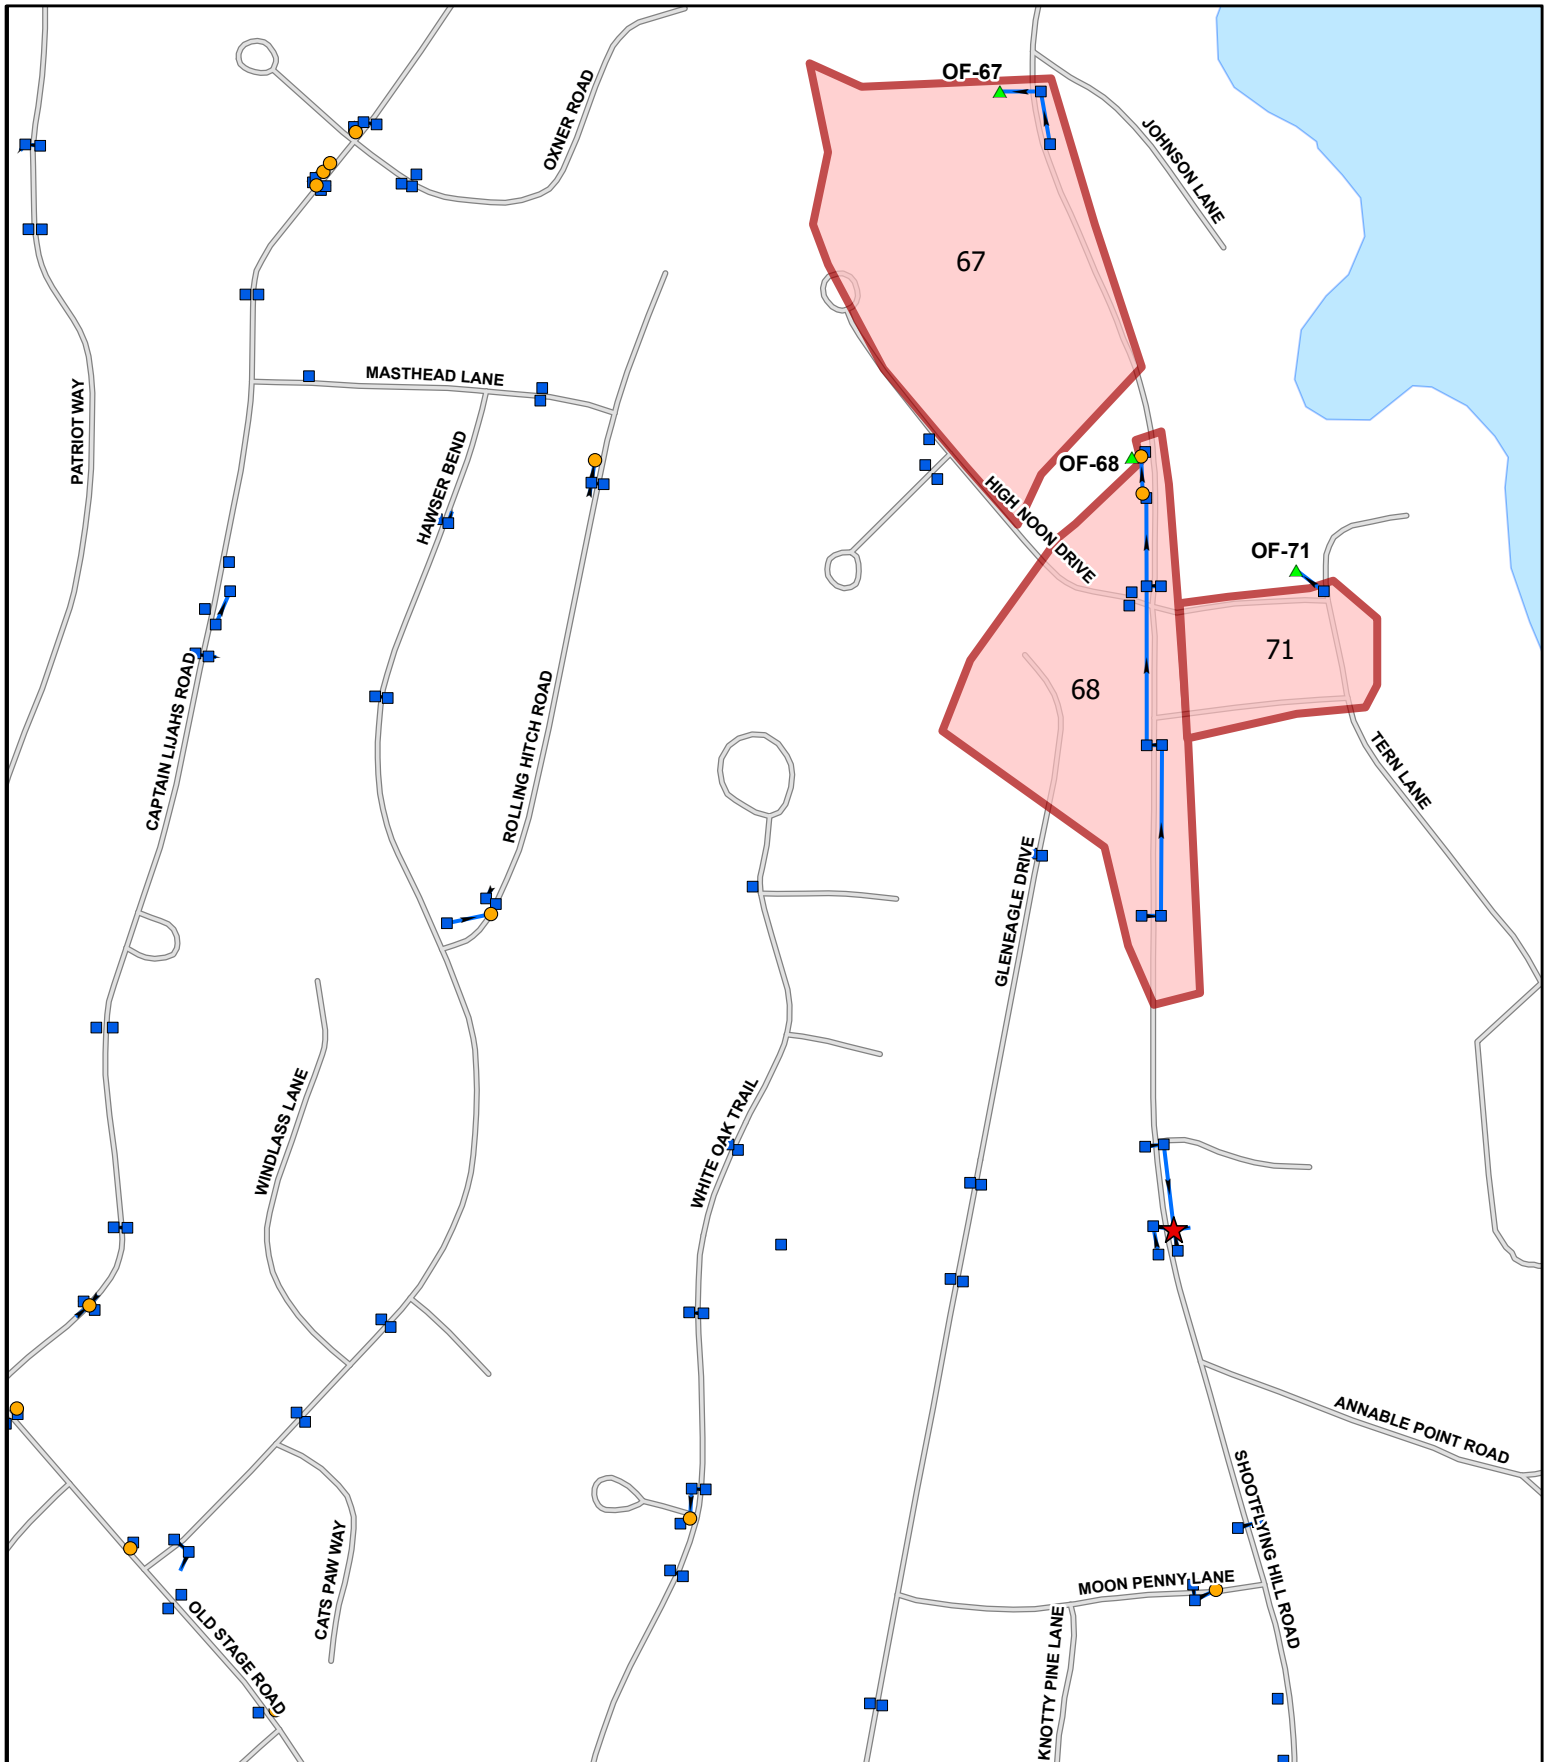 OF-67
OXNER ROAD
JOHNSON LANE
67
MASTHEAD LANE
PATRIOT WAY
HAWSER BEND
OF-68
HIGH NOON DRIVE
OF-71
71
68
CAPTAIN LIJAHS ROAD
ROLLING HITCH ROAD
TERN LANE
GLENEAGLE DRIVE
WINDLASS LANE
WHITE OAK TRAIL
ANNABLE POINT ROAD
SHOOTFLYING HILL ROAD
CATS PAW WAY
MOON PENNY LANE
OLD STAGE ROAD
KNOTTY PINE LANE